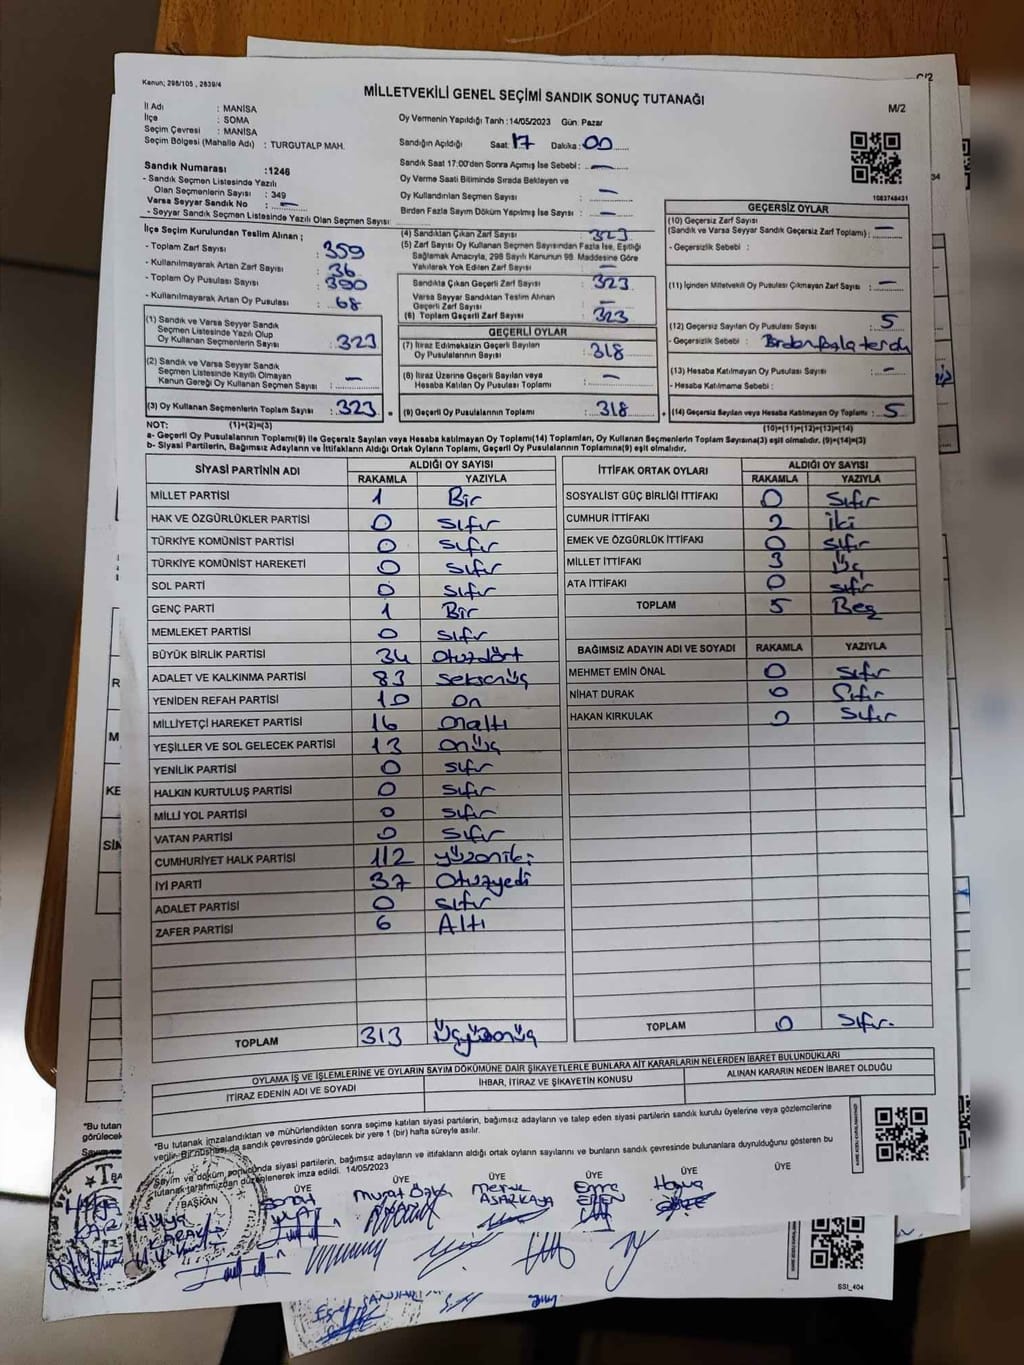 Kanun; 298/105 , 2839/4
MİLLETVEKİLİ GENEL SEÇİMİ SANDIK SONUÇ TUTANAĞI
M/2
İl Adı : MANİSA
İlçe : SOMA
Seçim Çevresi : MANİSA
Seçim Bölgesi (Mahalle Adı) : TURGUTALP MAH.
Sandık Numarası :1246
- Sandık Seçmen Listesinde Yazılı
Olan Seçmenlerin Sayısı : 349
Varsa Seyyar Sandık No : —
- Seyyar Sandık Seçmen Listesinde Yazılı Olan Seçmen Sayısı :
Oy Vermenin Yapıldığı Tarih :14/05/2023 Gün Pazar
Sandığın Açıldığı Saat: 17 Dakika: 00
Sandık Saat 17:00'den Sonra Açımış İse Sebebi : —
Oy Verme Saati Bitiminde Sırada Bekleyen ve
Oy Kullandırılan Seçmen Sayısı : —
Birden Fazla Sayım Döküm Yapılmış İse Sayısı : —
1083748431
İlçe Seçim Kurulundan Teslim Alınan ;
- Toplam Zarf Sayısı : 359
- Kullanılmayarak Artan Zarf Sayısı : 36
- Toplam Oy Pusulası Sayısı : 390
- Kullanılmayarak Artan Oy Pusulası : 68
(1) Sandık ve Varsa Seyyar Sandık
Seçmen Listesinde Yazılı Olup
Oy Kullanan Seçmenlerin Sayısı : 323
(2) Sandık ve Varsa Seyyar Sandık
Seçmen Listesinde Kayıtlı Olmayan
Kanun Gereği Oy Kullanan Seçmen Sayısı : —
(3) Oy Kullanan Seçmenlerin Toplam Sayısı : 323
(4) Sandıktan Çıkan Zarf Sayısı : 323
(5) Zarf Sayısı Oy Kullanan Seçmen Sayısından Fazla İse, Eşitliği
Sağlamak Amacıyla, 298 Sayılı Kanunun 98. Maddesine Göre
Yakılarak Yok Edilen Zarf Sayısı : —
Sandıkta Çıkan Geçerli Zarf Sayısı : 323
Varsa Seyyar Sandıktan Teslim Alınan
Geçerli Zarf Sayısı : —
(6) Toplam Geçerli Zarf Sayısı : 323
GEÇERLİ OYLAR
(7) İtiraz Edilmeksizin Geçerli Sayılan
Oy Pusulalarının Sayısı : 318
(8) İtiraz Üzerine Geçerli Sayılan veya
Hesaba Katılan Oy Pusulası Toplamı : —
(9) Geçerli Oy Pusulalarının Toplamı : 318
GEÇERSİZ OYLAR
(10) Geçersiz Zarf Sayısı
(Sandık ve Varsa Seyyar Sandık Geçersiz Zarf Toplamı) : —
- Geçersizlik Sebebi :
(11) İçinden Milletvekili Oy Pusulası Çıkmayan Zarf Sayısı : —
(12) Geçersiz Sayılan Oy Pusulası Sayısı : 5
- Geçersizlik Sebebi : Birden fazla tercih
(13) Hesaba Katılmayan Oy Pusulası Sayısı : —
- Hesaba Katılmama Sebebi :
(14) Geçersiz Sayılan veya Hesaba Katılmayan Oy Toplamı : 5
NOT: (1)+(2)=(3) (10)+(11)+(12)+(13)=(14)
a- Geçerli Oy Pusulalarının Toplamı(9) ile Geçersiz Sayılan veya Hesaba katılmayan Oy Toplamı(14) Toplamları, Oy Kullanan Seçmenlerin Toplam Sayısına(3) eşit olmalıdır. (9)+(14)=(3)
b- Siyasi Partilerin, Bağımsız Adayların ve İttifakların Aldığı Ortak Oyların Toplamı, Geçerli Oy Pusulalarının Toplamına(9) eşit olmalıdır.
SİYASİ PARTİNİN ADI ALDIĞI OY SAYISI
RAKAMLA YAZIYLA
MİLLET PARTİSİ 1 Bir
HAK VE ÖZGÜRLÜKLER PARTİSİ 0 Sıfır
TÜRKİYE KOMÜNİST PARTİSİ 0 Sıfır
TÜRKİYE KOMÜNİST HAREKETİ 0 Sıfır
SOL PARTİ 0 Sıfır
GENÇ PARTİ 1 Bir
MEMLEKET PARTİSİ 0 Sıfır
BÜYÜK BİRLİK PARTİSİ 34 Otuzdört
ADALET VE KALKINMA PARTİSİ 83 Seksenüç
YENİDEN REFAH PARTİSİ 10 On
MİLLİYETÇİ HAREKET PARTİSİ 16 Onaltı
YEŞİLLER VE SOL GELECEK PARTİSİ 13 Onüç
YENİLİK PARTİSİ 0 Sıfır
HALKIN KURTULUŞ PARTİSİ 0 Sıfır
MİLLİ YOL PARTİSİ 0 Sıfır
VATAN PARTİSİ 0 Sıfır
CUMHURİYET HALK PARTİSİ 112 yüzoniki
İYİ PARTİ 37 Otuzyedi
ADALET PARTİSİ 0 Sıfır
ZAFER PARTİSİ 6 Altı
TOPLAM 313 Üçyüzonüç
İTTİFAK ORTAK OYLARI ALDIĞI OY SAYISI
RAKAMLA YAZIYLA
SOSYALİST GÜÇ BİRLİĞİ İTTİFAKI 0 Sıfır
CUMHUR İTTİFAKI 2 iki
EMEK VE ÖZGÜRLÜK İTTİFAKI 0 Sıfır
MİLLET İTTİFAKI 3 Üç
ATA İTTİFAKI 0 Sıfır
TOPLAM 5 Beş
BAĞIMSIZ ADAYIN ADI VE SOYADI RAKAMLA YAZIYLA
MEHMET EMİN ÖNAL 0 Sıfır
NİHAT DURAK 0 Sıfır
HAKAN KIRKULAK 0 Sıfır
TOPLAM 0 Sıfır.
OYLAMA İŞ VE İŞLEMLERİNE VE OYLARIN SAYIM DÖKÜMÜNE DAİR ŞİKAYETLERLE BUNLARA AİT KARARLARIN NELERDEN İBARET BULUNDUKLARI
İTİRAZ EDENİN ADI VE SOYADI İHBAR, İTİRAZ VE ŞİKAYETİN KONUSU ALINAN KARARIN NEDEN İBARET OLDUĞU
*Bu tutanak imzalandıktan ve mühürlendikten sonra seçime katılan siyasi partilerin, bağımsız adayların ve talep eden siyasi partilerin sandık kurulu üyelerine veya gözlemcilerine
verilir. Bir nüshası da sandık çevresinde görülecek bir yere 1 (bir) hafta süreyle asılır.
Sayım ve döküm sonucunda siyasi partilerin, bağımsız adayların ve ittifakların aldığı ortak oyların sayılarını ve bunların sandık çevresinde bulunanlara duyrulduğunu gösteren bu
tutanak tarafımızdan düzenlenerek imza edildi. 14/05/2023
BAŞKAN ÜYE ÜYE ÜYE ÜYE ÜYE ÜYE
Hülya Murat Merve ASARKAYA Emre EREN
SSI_404